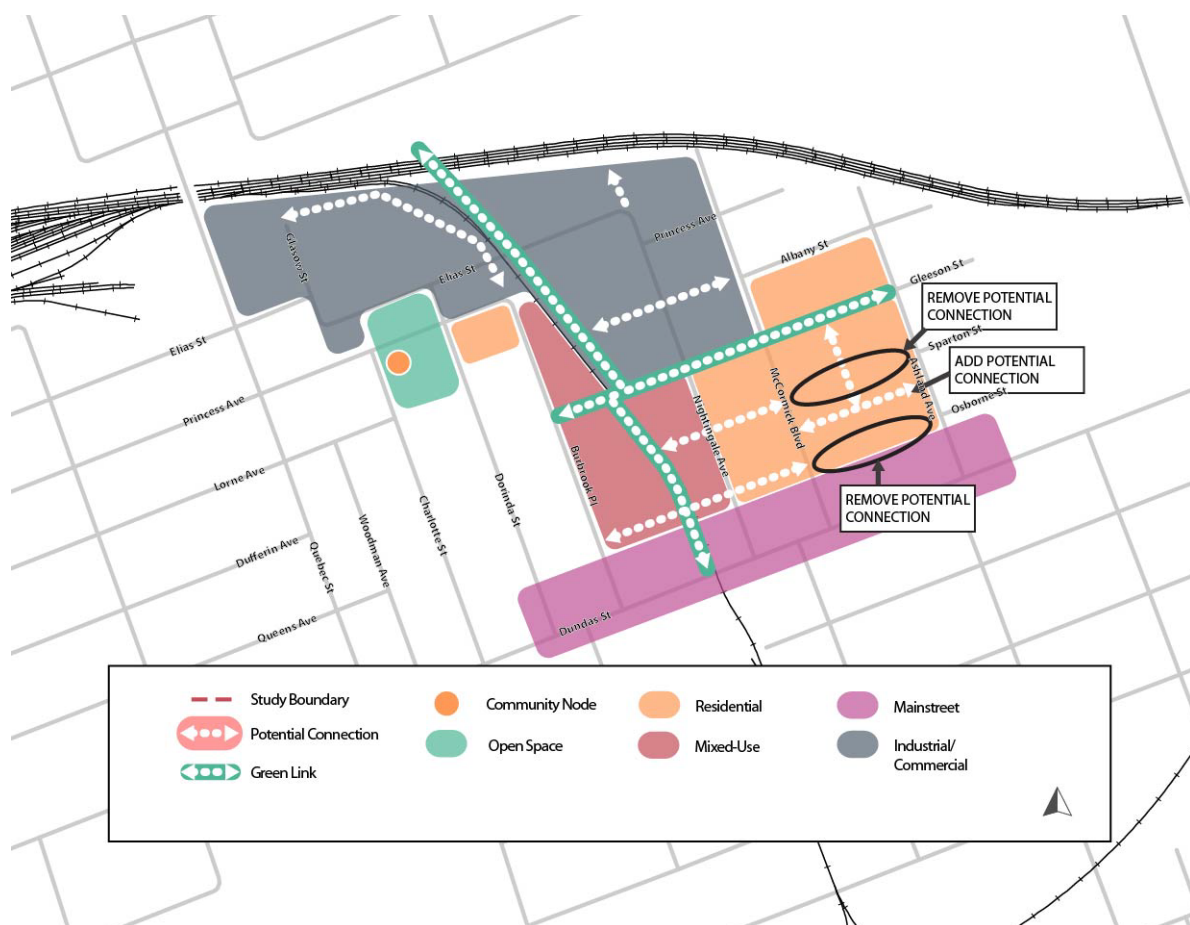 Glasow St
Princess Ave
Albany St
Elias St
Gleeson St
REMOVE POTENTIAL
CONNECTION
Sparton St
Elias St
ADD POTENTIAL
CONNECTION
McCormick Blvd
Ashland Ave
Osborne St
Princess Ave
Nightingale Ave
Burbrook Pl
Lorne Ave
Dorinda St
REMOVE POTENTIAL
CONNECTION
Charlotte St
Woodman Ave
Dufferin Ave
Quebec St
Queens Ave
Dundas St
Study Boundary
Potential Connection
Green Link
Community Node
Open Space
Residential
Mixed-Use
Mainstreet
Industrial/
Commercial